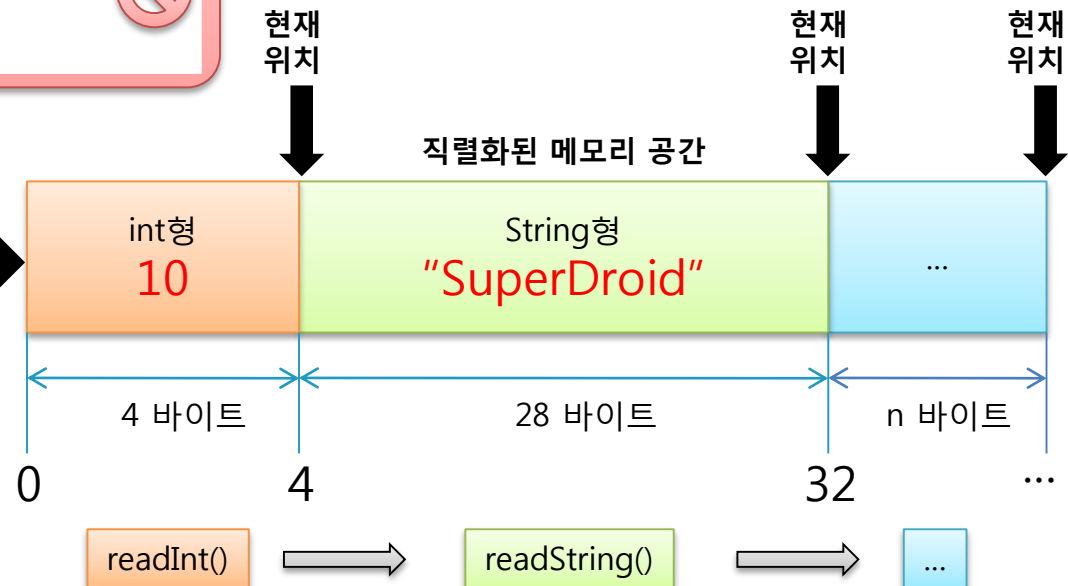 현재
위치
현재
위치
현재
위치
직렬화된 메모리 공간
int형
10
String형
“SuperDroid”
...
4 바이트
28 바이트
n 바이트
0
4
32
...
readInt()
readString()
...